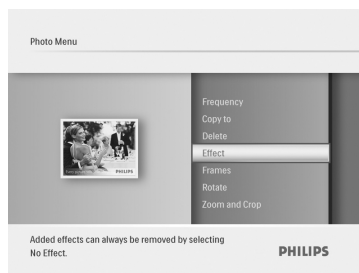 Photo Menu
Frequency
Copy to
Delete
Effect
Frames
Rotate
Zoom and Crop
PHILIPS
Added effects can always be removed by selecting
No Effect.
PHILIPS